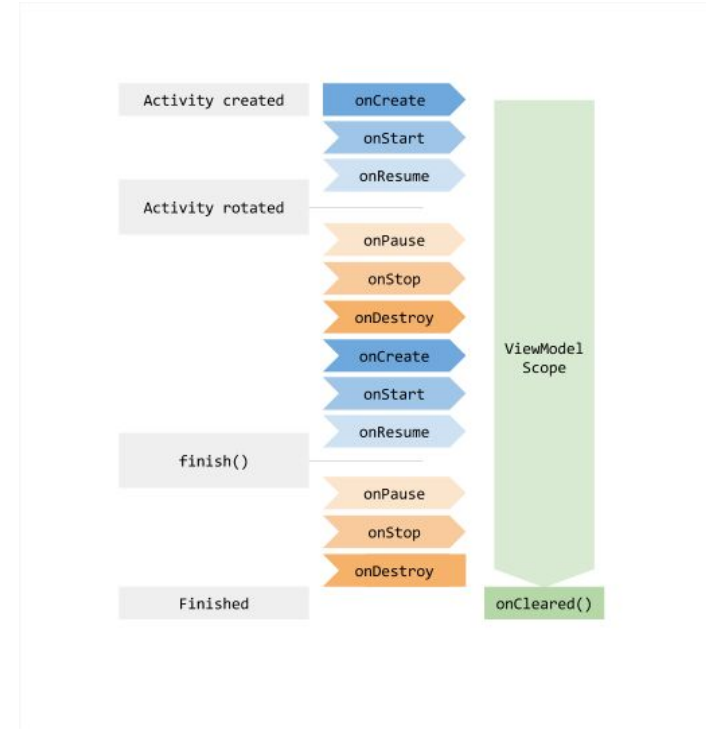 Activity created
onCreate
onStart
onResume
Activity rotated
onPause
onStop
onDestroy
onCreate
onStart
onResume
ViewModel
Scope
finish()
onPause
onStop
onDestroy
Finished
onCleared()